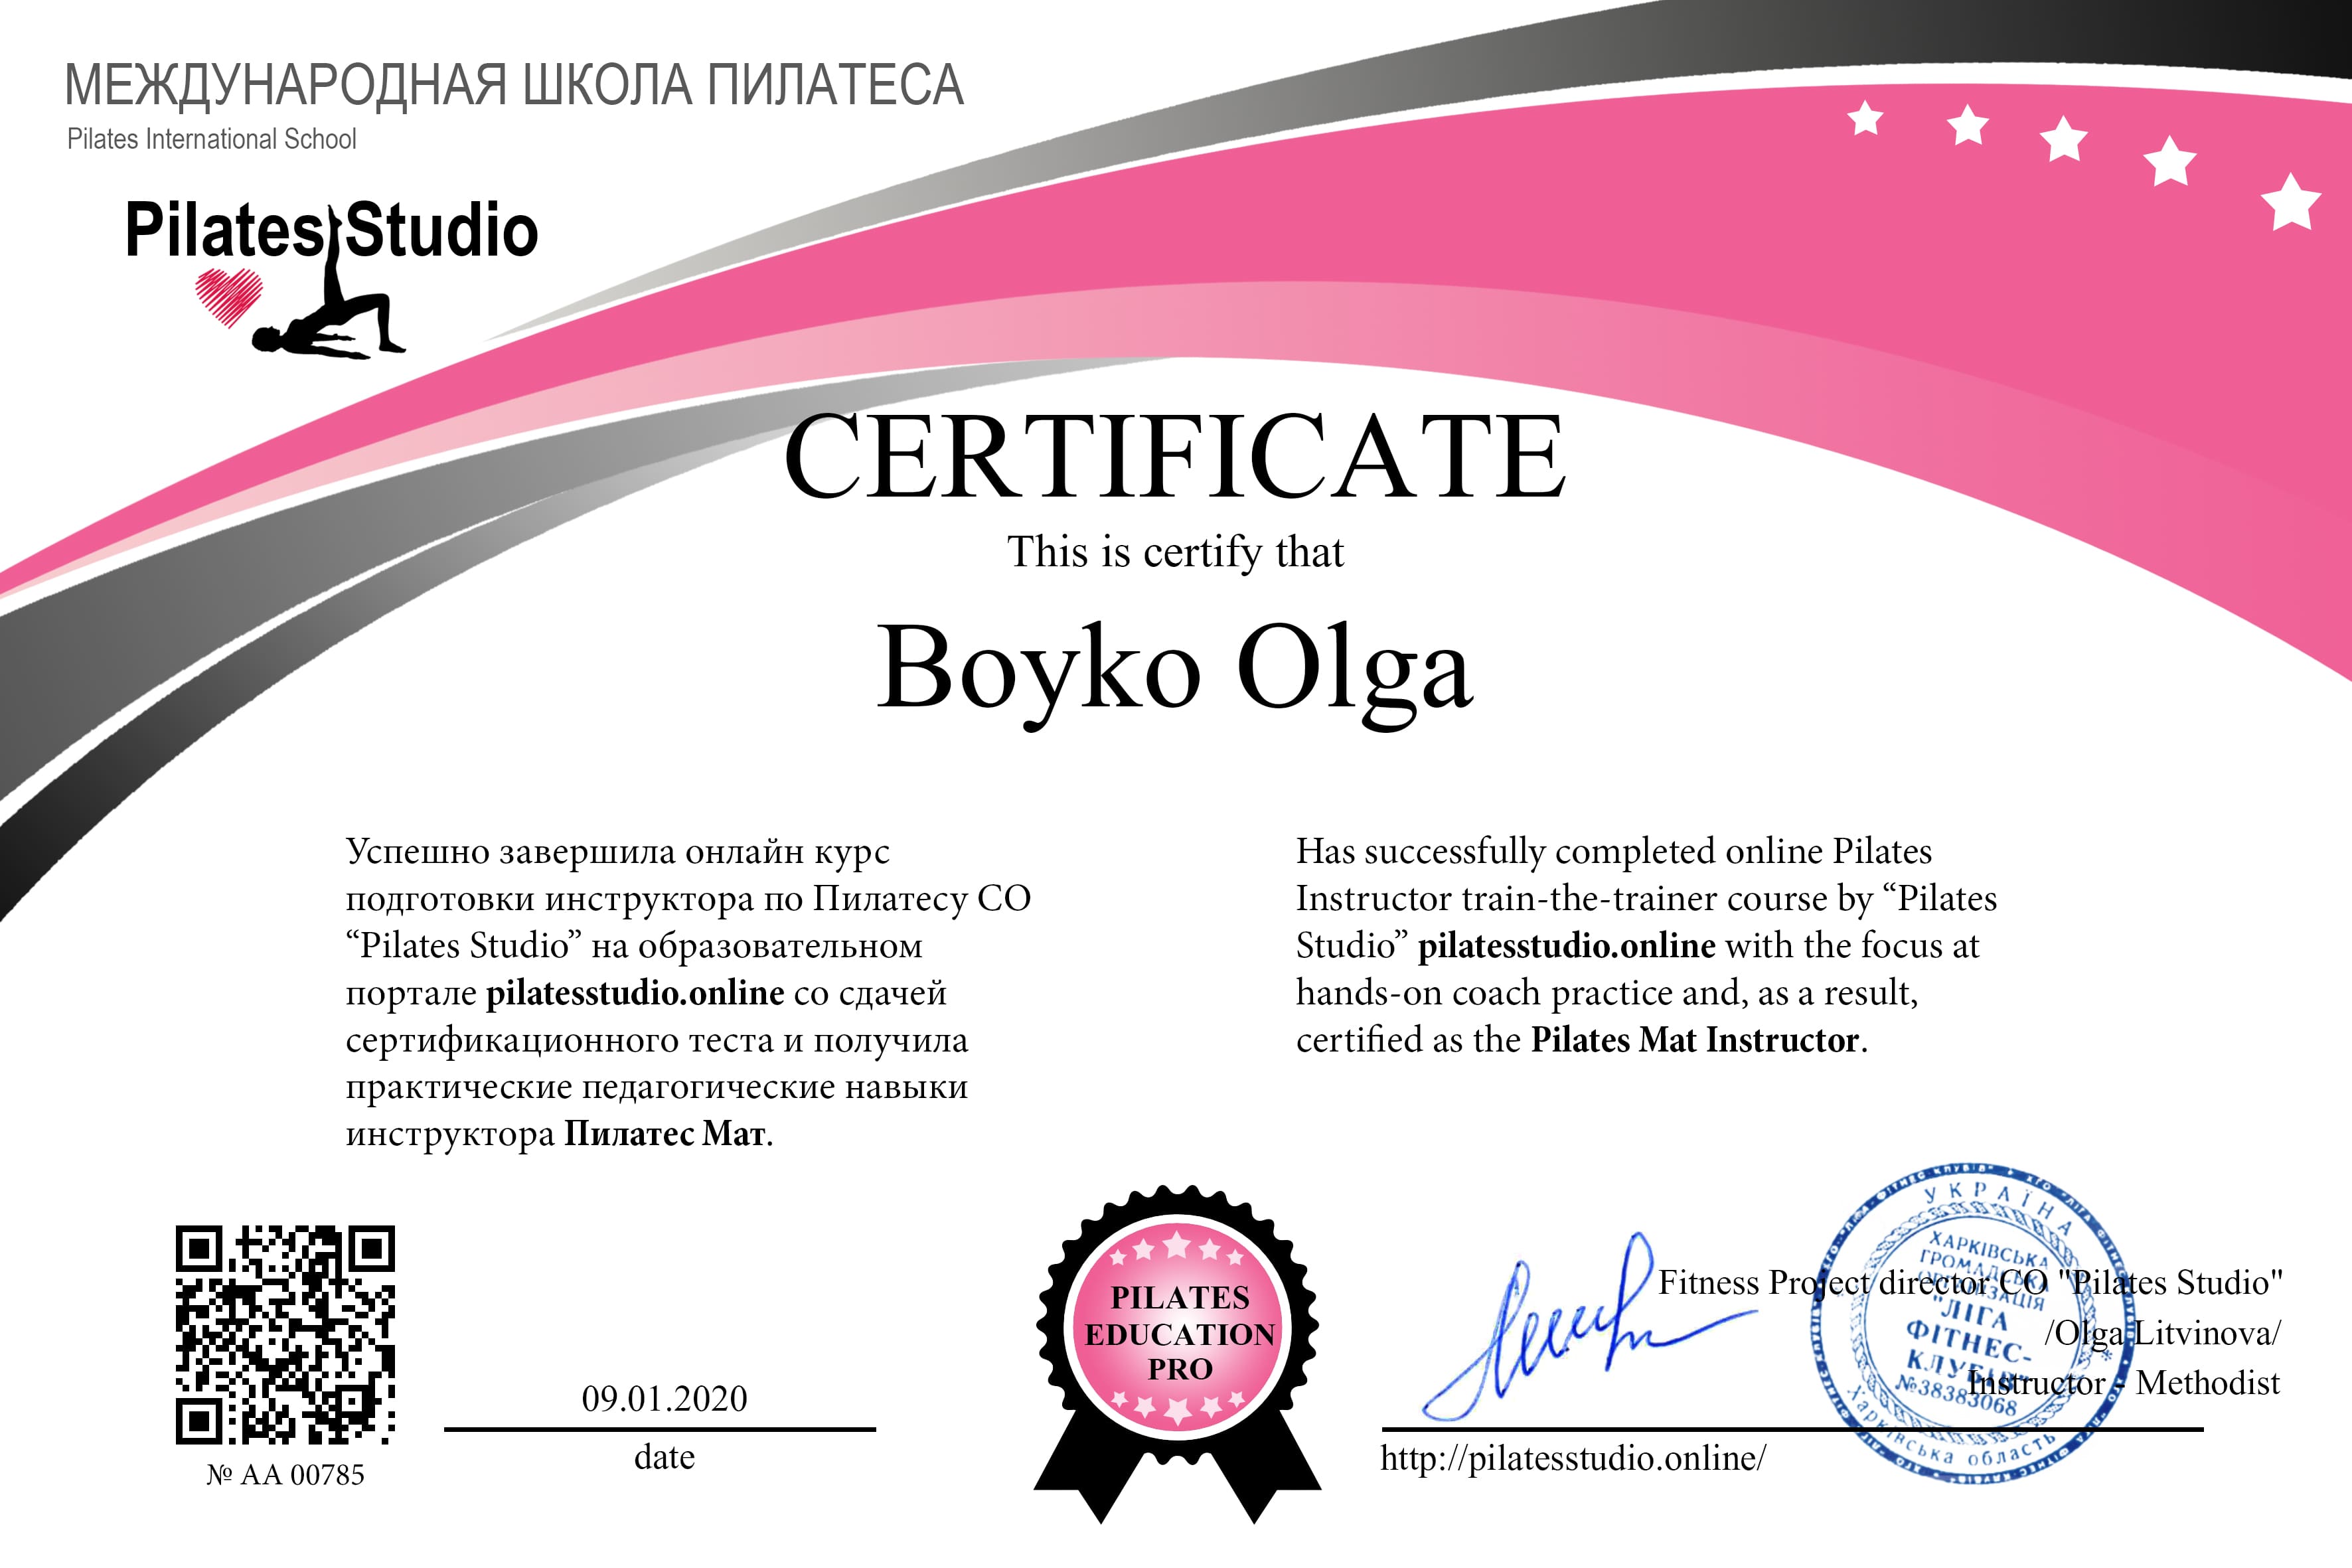 МЕЖДУНАРОДНАЯ ШКОЛА ПИЛАТЕСА
Pilates International School
Pilates Studio
CERTIFICATE
This is certify that
Boyko Olga
Успешно завершила онлайн курс
подготовки инструктора по Пилатесу СО
“Pilates Studio” на образовательном
портале pilatesstudio.online со сдачей
сертификационного теста и получила
практические педагогические навыки
инструктора Пилатес Мат.
Has successfully completed online Pilates
Instructor train-the-trainer course by “Pilates
Studio” pilatesstudio.online with the focus at
hands-on coach practice and, as a result,
certified as the Pilates Mat Instructor.
№ AA 00785
09.01.2020
date
PILATES
EDUCATION
PRO
Fitness Project director CO "Pilates Studio"
/Olga Litvinova/
Instructor - Methodist
http://pilatesstudio.online/
УКРАЇНА
ХАРКІВСЬКА
ГРОМАДСЬКА
ОРГАНІЗАЦІЯ
"ЛІГА
ФІТНЕС-
КЛУБІВ"
№38383068
Харківська область